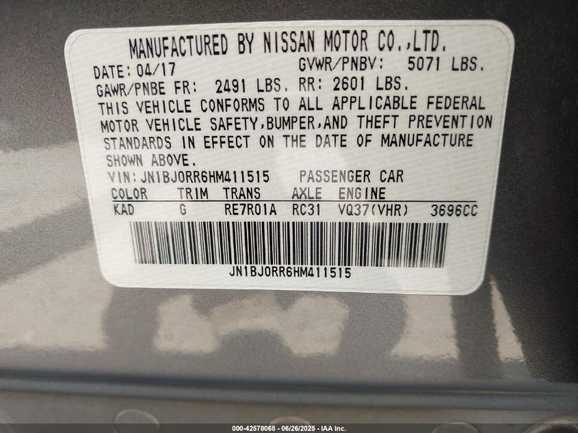 MANUFACTURED BY NISSAN MOTOR CO.,LTD.
DATE: 04/17 GVWR/PNBV: 5071 LBS.
GAWR/PNBE FR: 2491 LBS. RR: 2601 LBS.
THIS VEHICLE CONFORMS TO ALL APPLICABLE FEDERAL
MOTOR VEHICLE SAFETY,BUMPER,AND THEFT PREVENTION
STANDARDS IN EFFECT ON THE DATE OF MANUFACTURE
SHOWN ABOVE.
VIN: JN1BJ0RR6HM411515 PASSENGER CAR
COLOR TRIM TRANS AXLE ENGINE
KAD G RE7R01A RC31 VQ37(VHR) 3696CC
JN1BJ0RR6HM411515
000-42578068 - 06/26/2025 - IAA Inc.